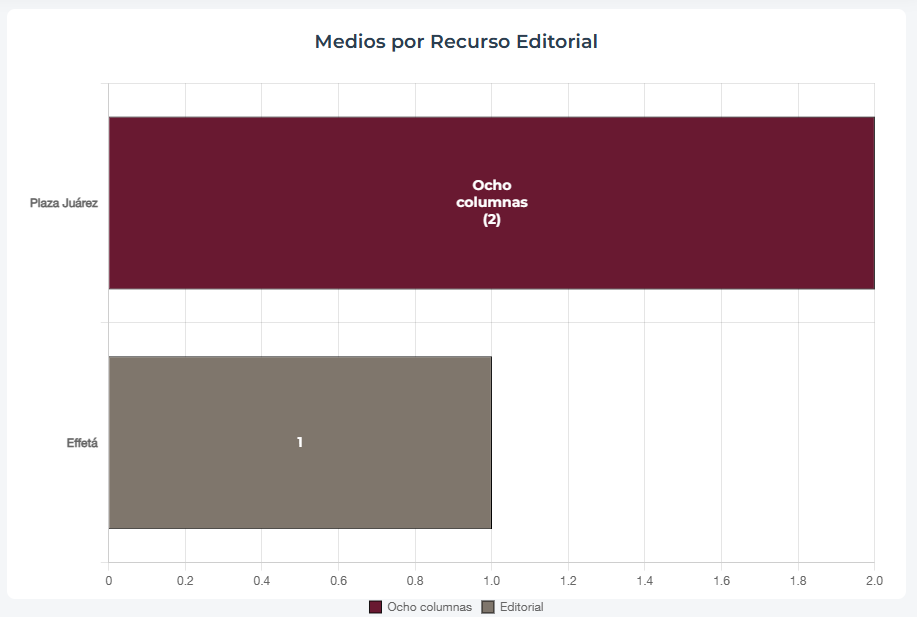 Medios por Recurso Editorial
Plaza Juárez
Ocho
columnas
(2)
Effetá
1
0 0.2 0.4 0.6 0.8 1.0 1.2 1.4 1.6 1.8 2.0
Ocho columnas Editorial